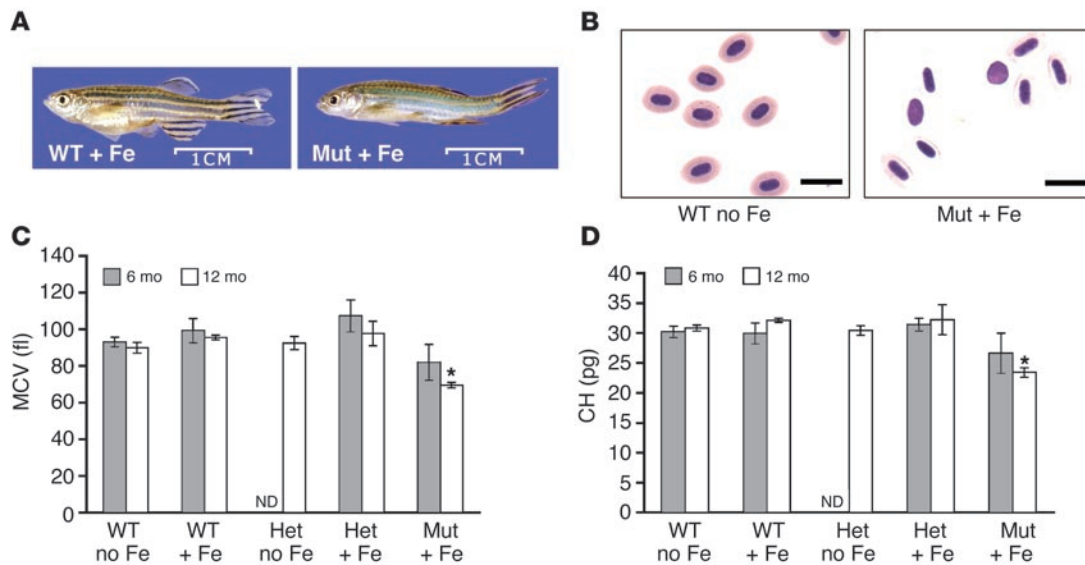 A
WT + Fe
1CM
Mut + Fe
1CM
B
WT no Fe
Mut + Fe
C
140
120
100
80
60
40
20
0
MCV (fl)
6 mo
12 mo
ND
*
WT
no Fe
WT
+ Fe
Het
no Fe
Het
+ Fe
Mut
+ Fe
D
40
35
30
25
20
15
10
5
0
CH (pg)
6 mo
12 mo
ND
*
WT
no Fe
WT
+ Fe
Het
no Fe
Het
+ Fe
Mut
+ Fe